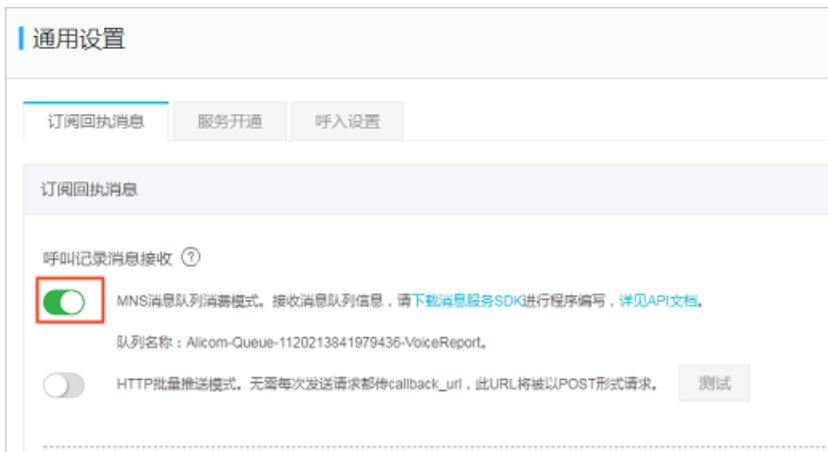 通用设置
订阅回执消息 服务开通 呼入设置
订阅回执消息
呼叫记录消息接收 ?
MNS消息队列消费模式。接收消息队列信息，请下载消息服务SDK进行程序编写，详见API文档。
队列名称：Alicom-Queue-1120213841979436-VoiceReport。
HTTP批量推送模式。无需每次发送请求都传callback_url，此URL将被以POST形式请求。 测试